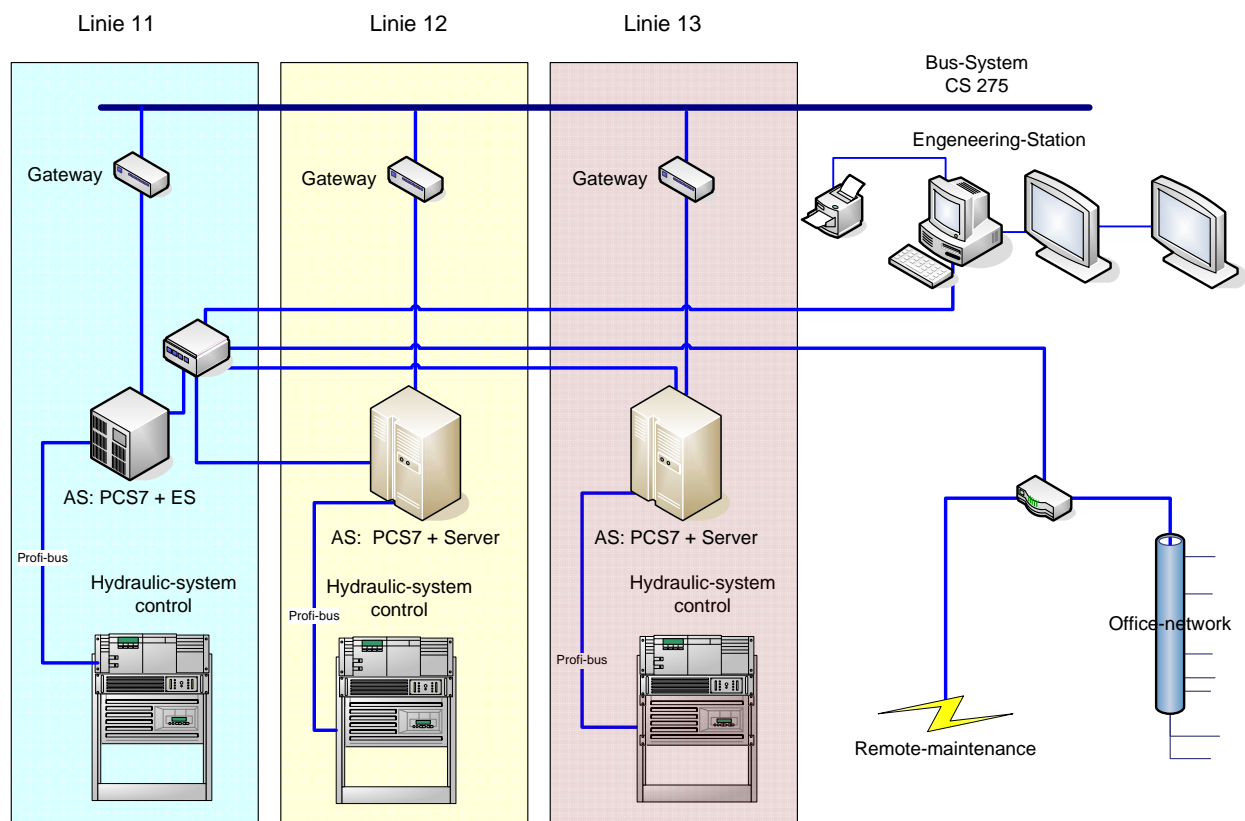 Linie 11
Linie 12
Linie 13
Bus-System
CS 275
Engeneering-Station
Gateway
Gateway
Gateway
AS: PCS7 + ES
AS: PCS7 + Server
AS: PCS7 + Server
Profi-bus
Hydraulic-system
control
Profi-bus
Hydraulic-system
control
Profi-bus
Hydraulic-system
control
Office-network
Remote-maintenance